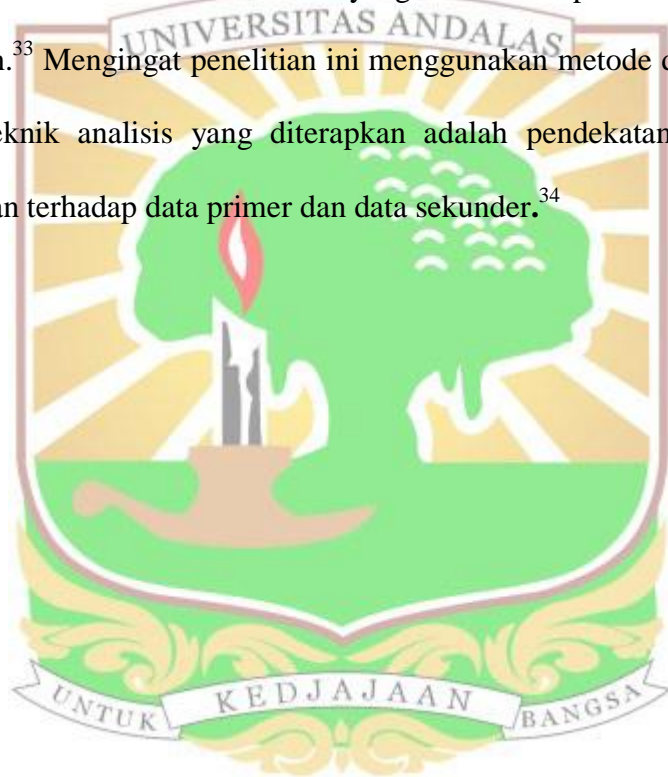 UNIVERSITAS ANDALAS
.³³ Mengingat penelitian ini menggunakan metode
eknik analisis yang diterapkan adalah pendekatan
an terhadap data primer dan data sekunder.³⁴
UNTUK KEDJAJAAN BANGSA